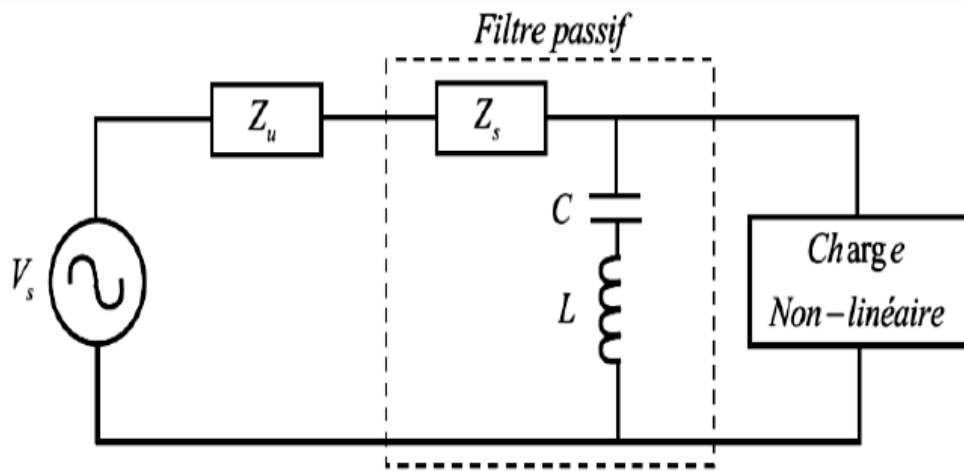 Filtre passif
Z_u
Z_s
V_s
C
L
Charge
Non-linéaire